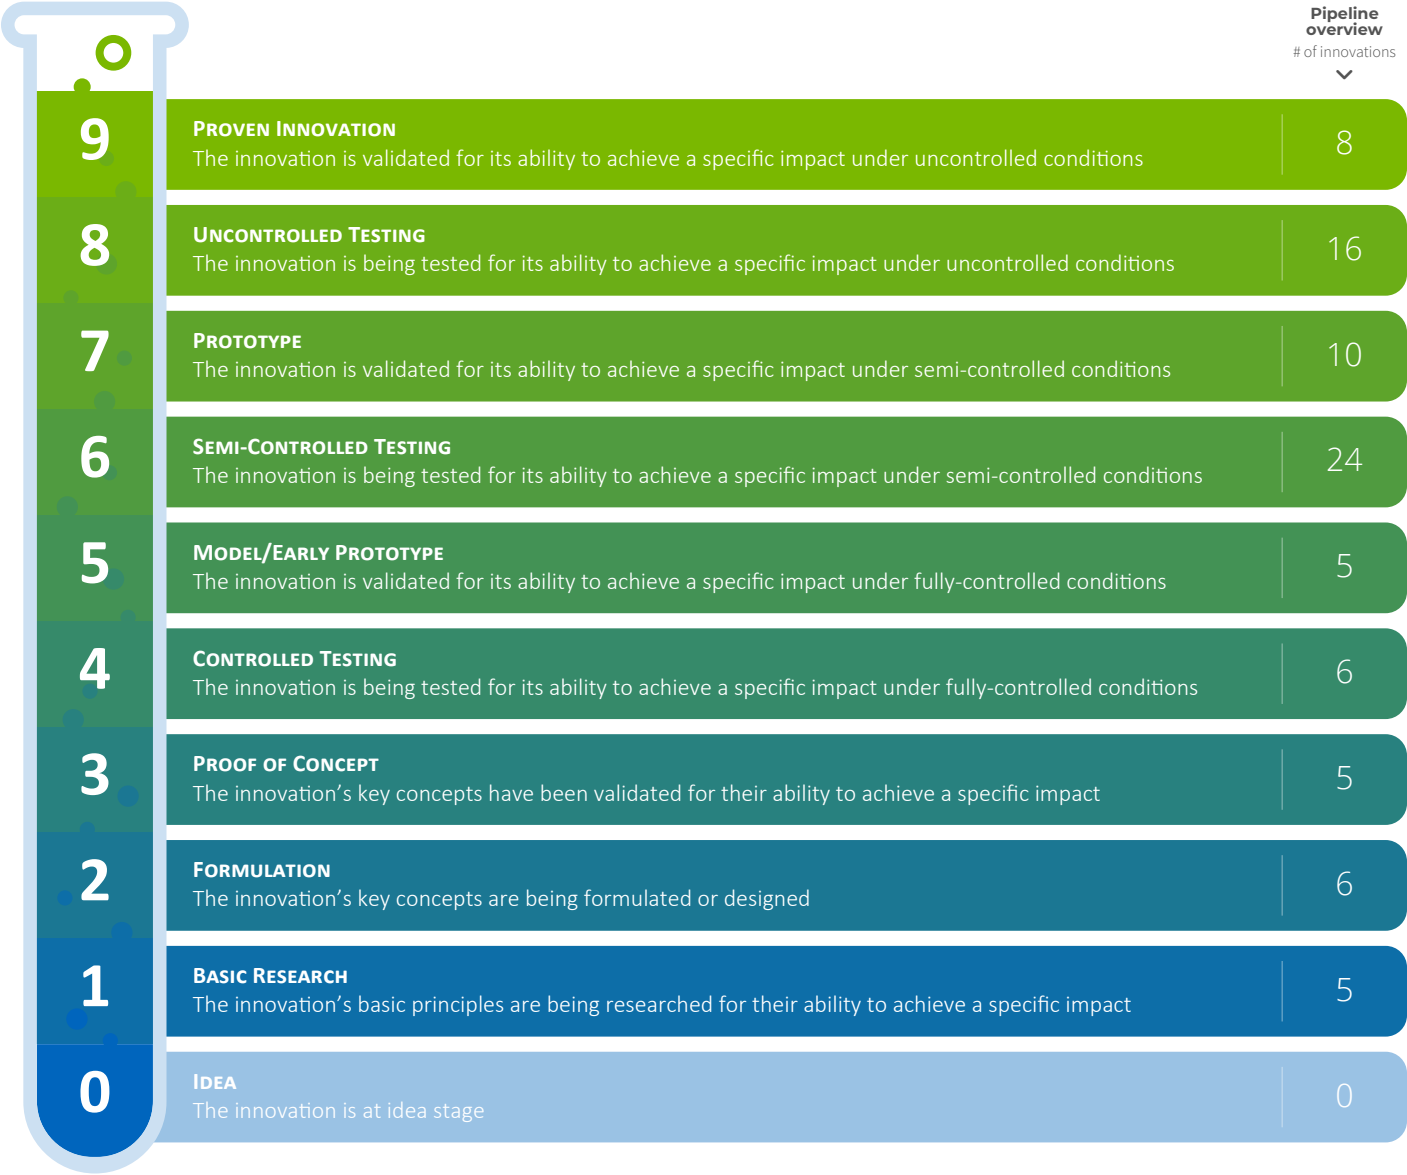 Pipeline
overview
# of innovations
9
PROVEN INNOVATION
The innovation is validated for its ability to achieve a specific impact under uncontrolled conditions
8
8
UNCONTROLLED TESTING
The innovation is being tested for its ability to achieve a specific impact under uncontrolled conditions
16
7
PROTOTYPE
The innovation is validated for its ability to achieve a specific impact under semi-controlled conditions
10
6
SEMI-CONTROLLED TESTING
The innovation is being tested for its ability to achieve a specific impact under semi-controlled conditions
24
5
MODEL/EARLY PROTOTYPE
The innovation is validated for its ability to achieve a specific impact under fully-controlled conditions
5
4
CONTROLLED TESTING
The innovation is being tested for its ability to achieve a specific impact under fully-controlled conditions
6
3
PROOF OF CONCEPT
The innovation’s key concepts have been validated for their ability to achieve a specific impact
5
2
FORMULATION
The innovation’s key concepts are being formulated or designed
6
1
BASIC RESEARCH
The innovation’s basic principles are being researched for their ability to achieve a specific impact
5
0
IDEA
The innovation is at idea stage
0